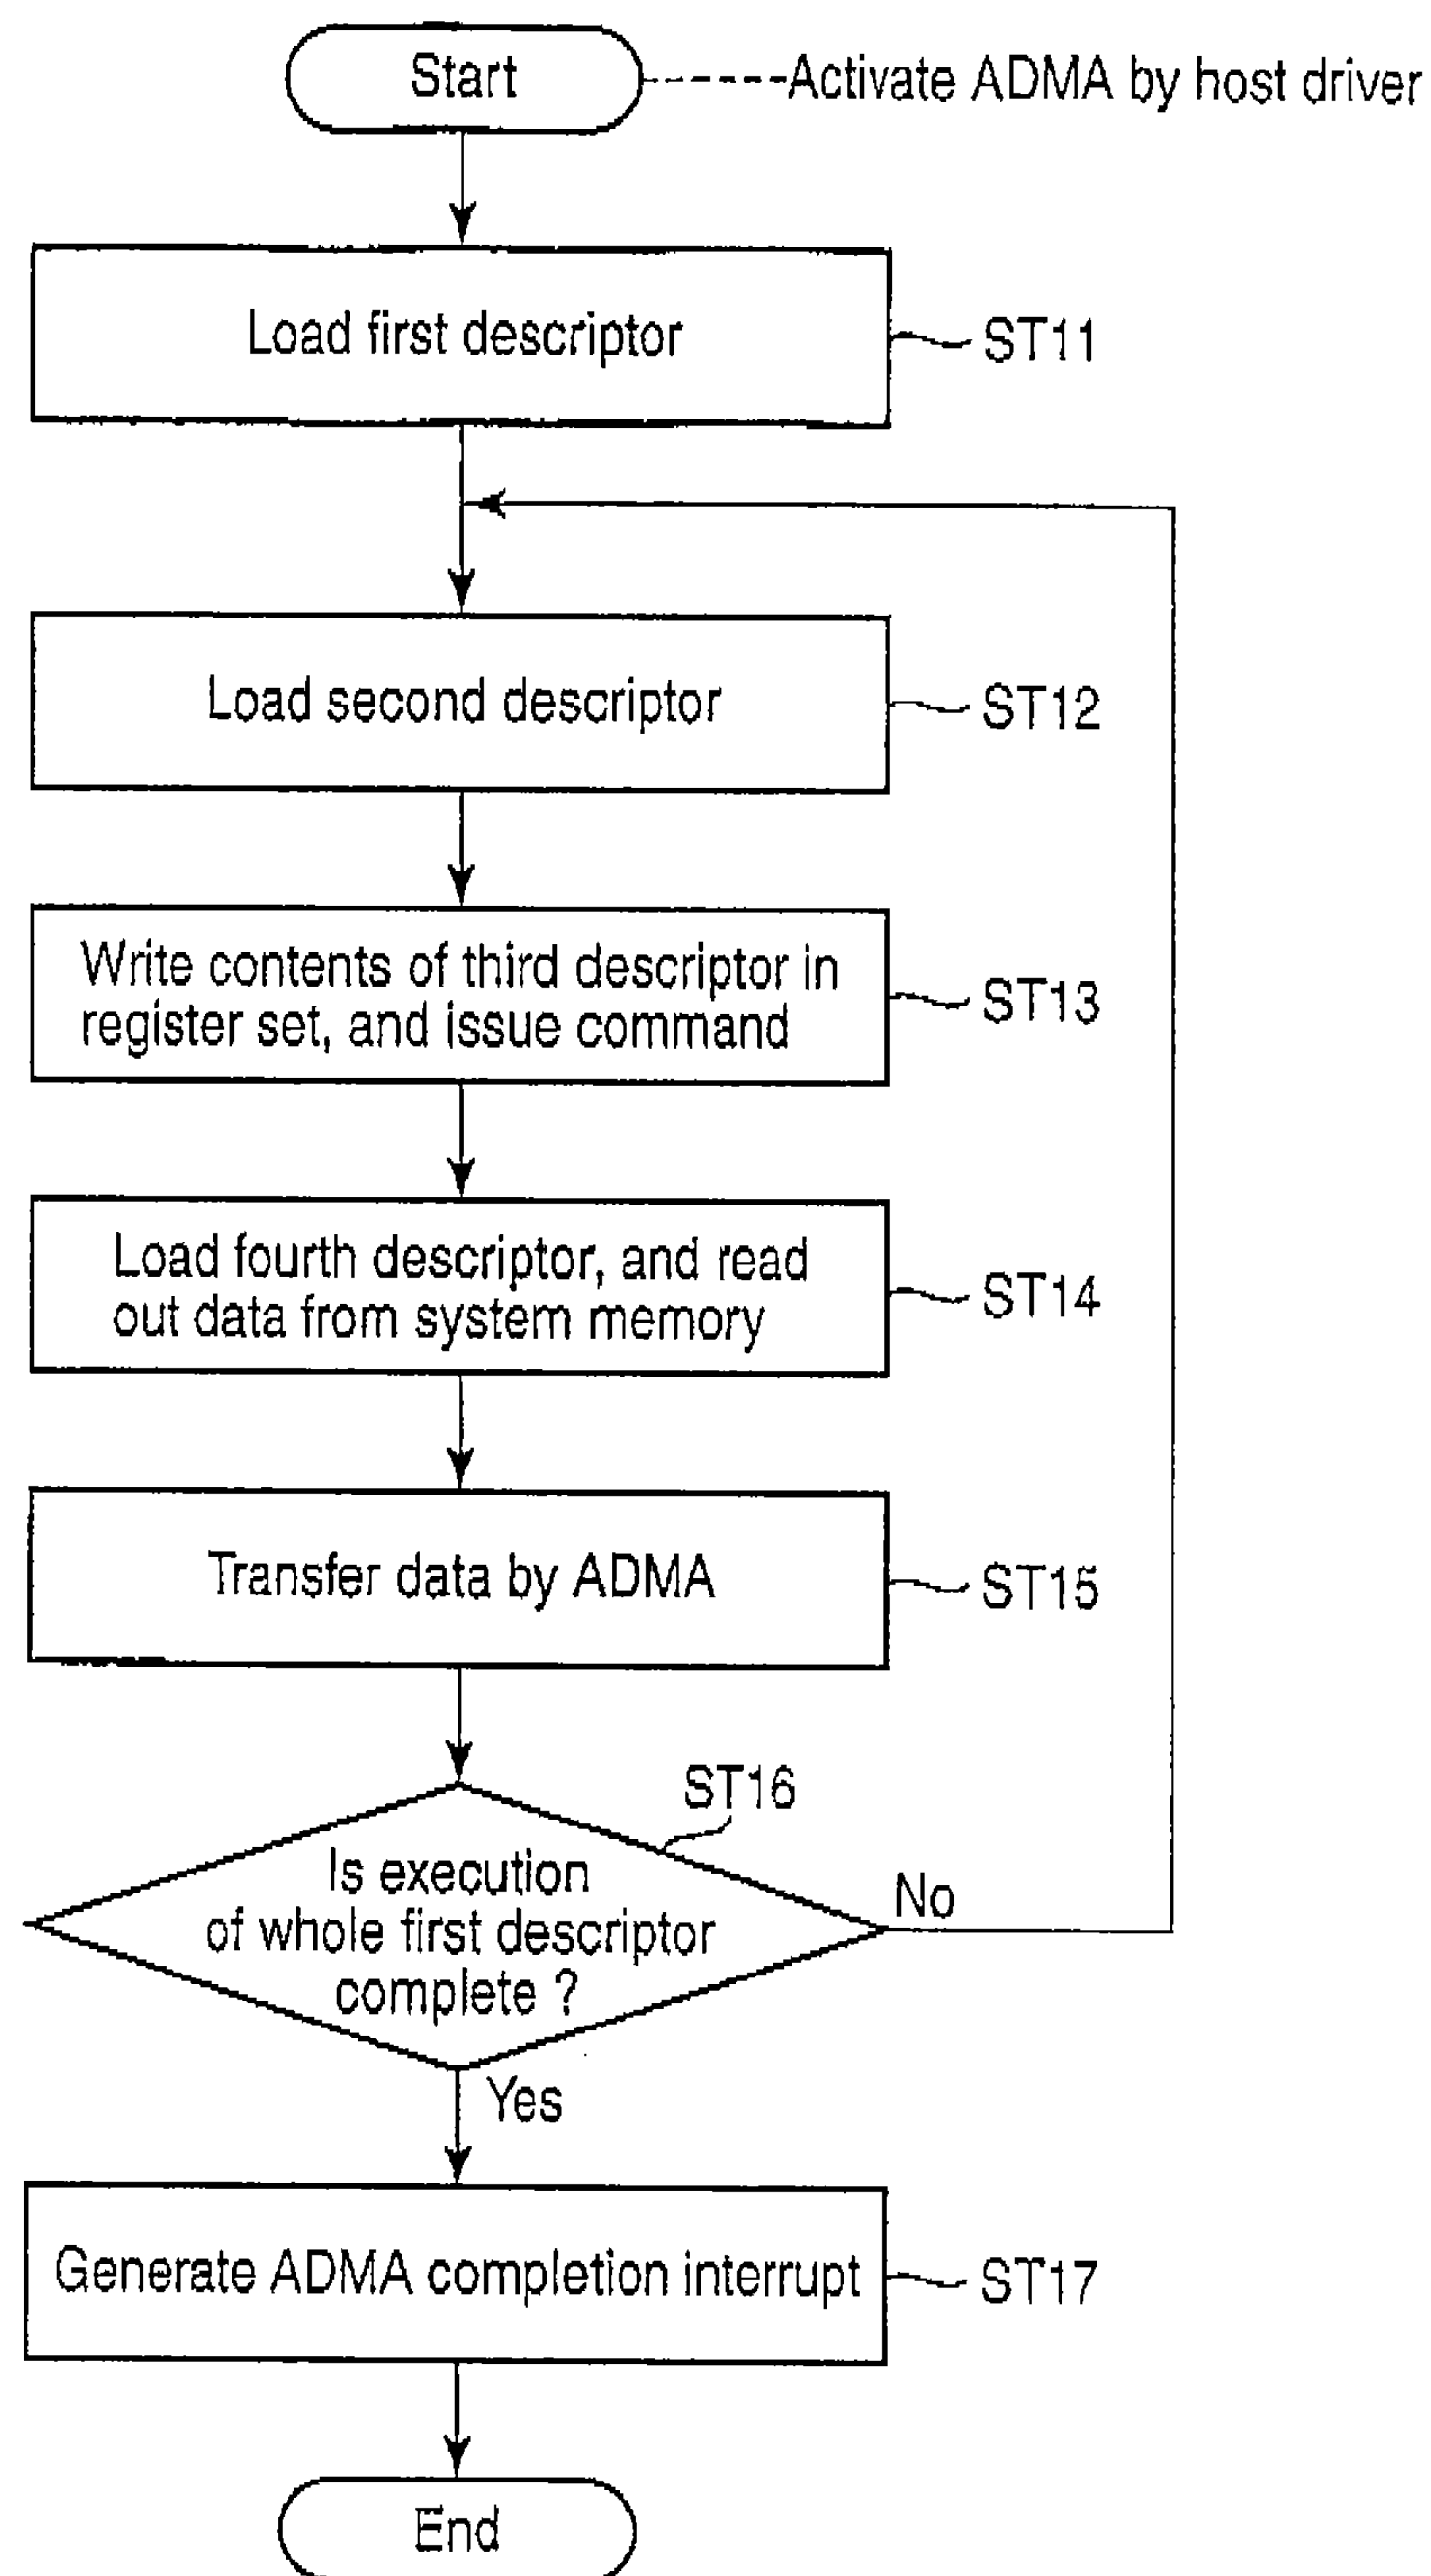 Start
Activate ADMA by host driver
Load first descriptor
ST11
Load second descriptor
ST12
Write contents of third descriptor in
register set, and issue command
ST13
Load fourth descriptor, and read
out data from system memory
ST14
Transfer data by ADMA
ST15
ST16
Is execution
of whole first descriptor
complete ?
No
Yes
Generate ADMA completion interrupt
ST17
End